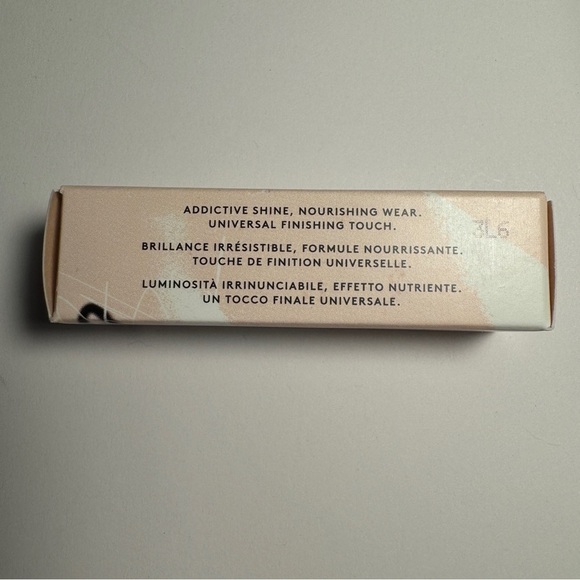 ADDICTIVE SHINE, NOURISHING WEAR.
UNIVERSAL FINISHING TOUCH.
3L6
BRILLANCE IRRÉSISTIBLE, FORMULE NOURRISSANTE.
TOUCHE DE FINITION UNIVERSELLE.
LUMINOSITÀ IRRINUNCIABILE, EFFETTO NUTRIENTE.
UN TOCCO FINALE UNIVERSALE.